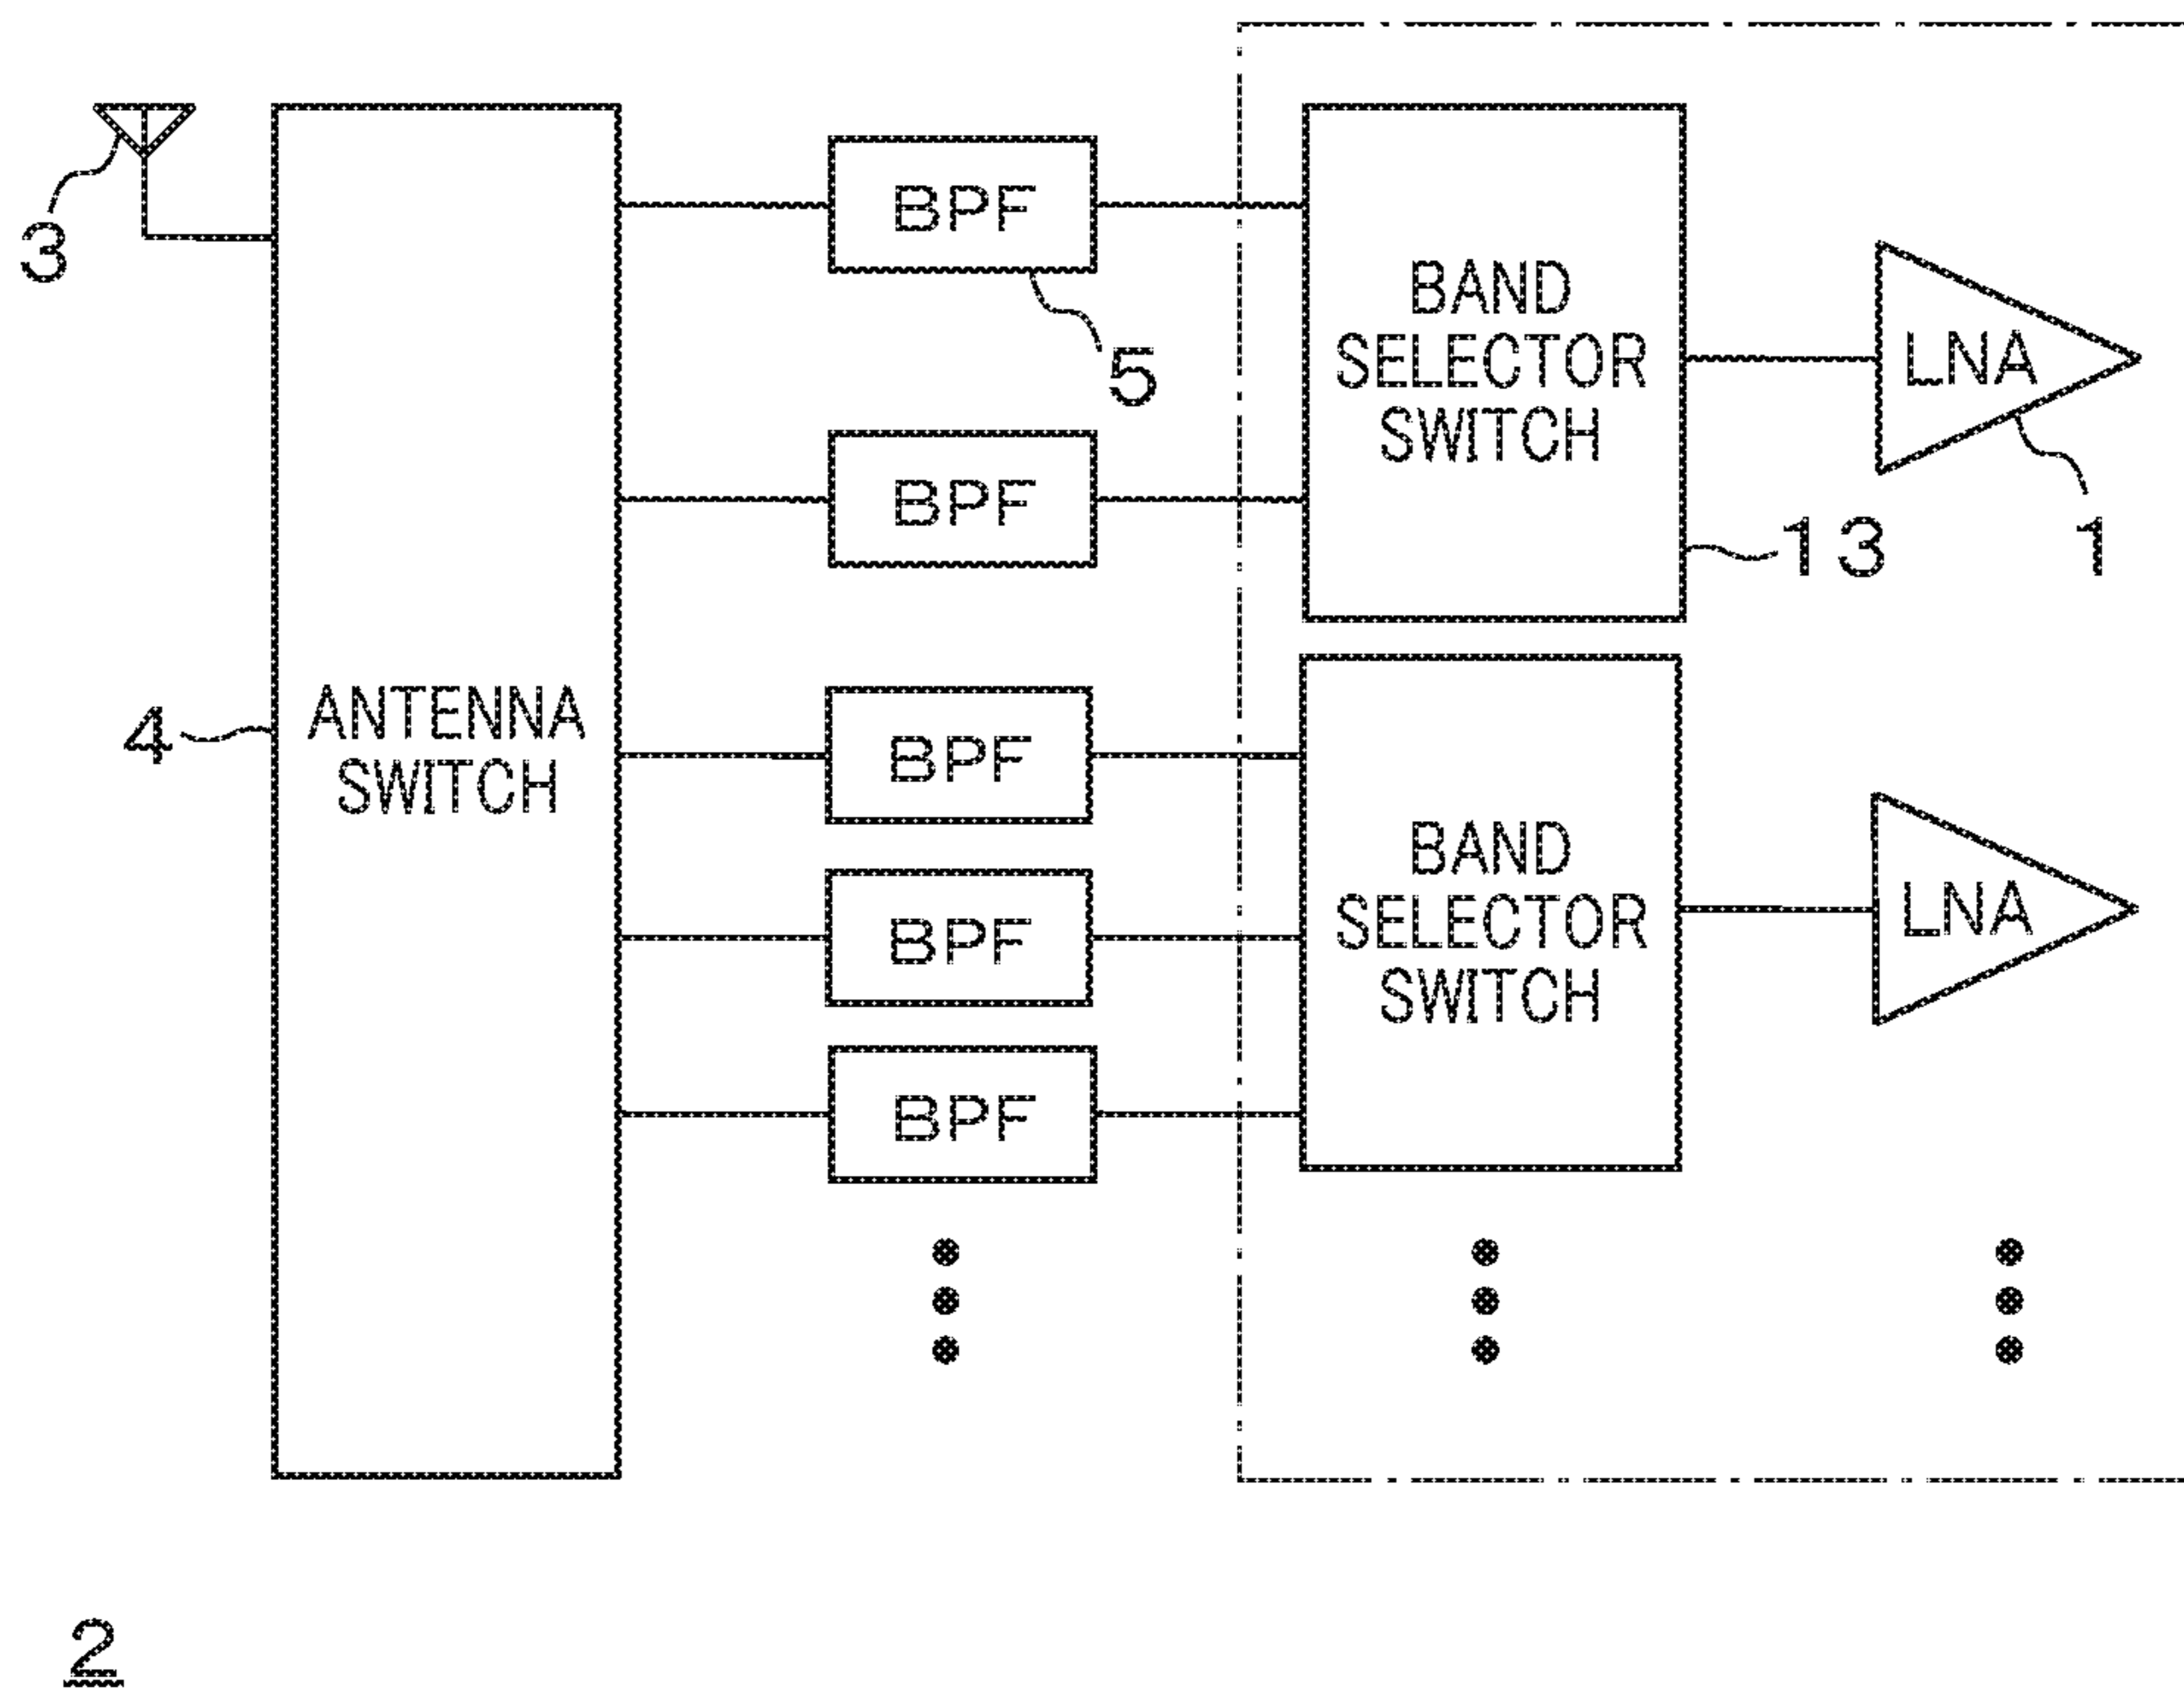 3
BPF
5
BAND
SELECTOR
SWITCH
LNA
1
13
BPF
4
ANTENNA
SWITCH
BPF
BPF
BPF
BAND
SELECTOR
SWITCH
LNA
2